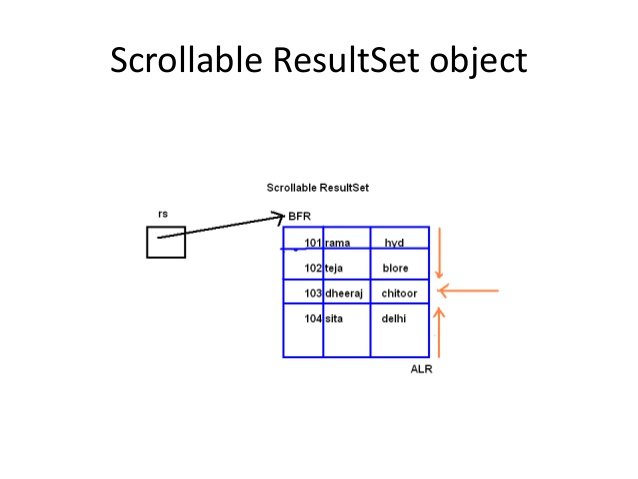 Scrollable ResultSet object
Scrollable ResultSet
rs
BFR
101 rama hyd
102 teja blore
103 dheeraj chitoor
104 sita delhi
ALR